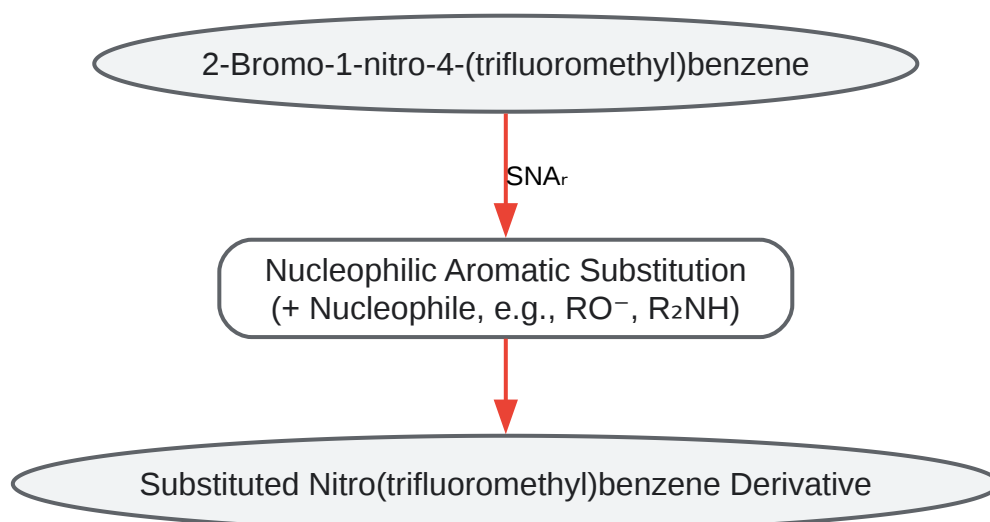 2-Bromo-1-nitro-4-(trifluoromethyl)benzene
SNAᵣ
Nucleophilic Aromatic Substitution
(+ Nucleophile, e.g., RO⁻, R₂NH)
Substituted Nitro(trifluoromethyl)benzene Derivative